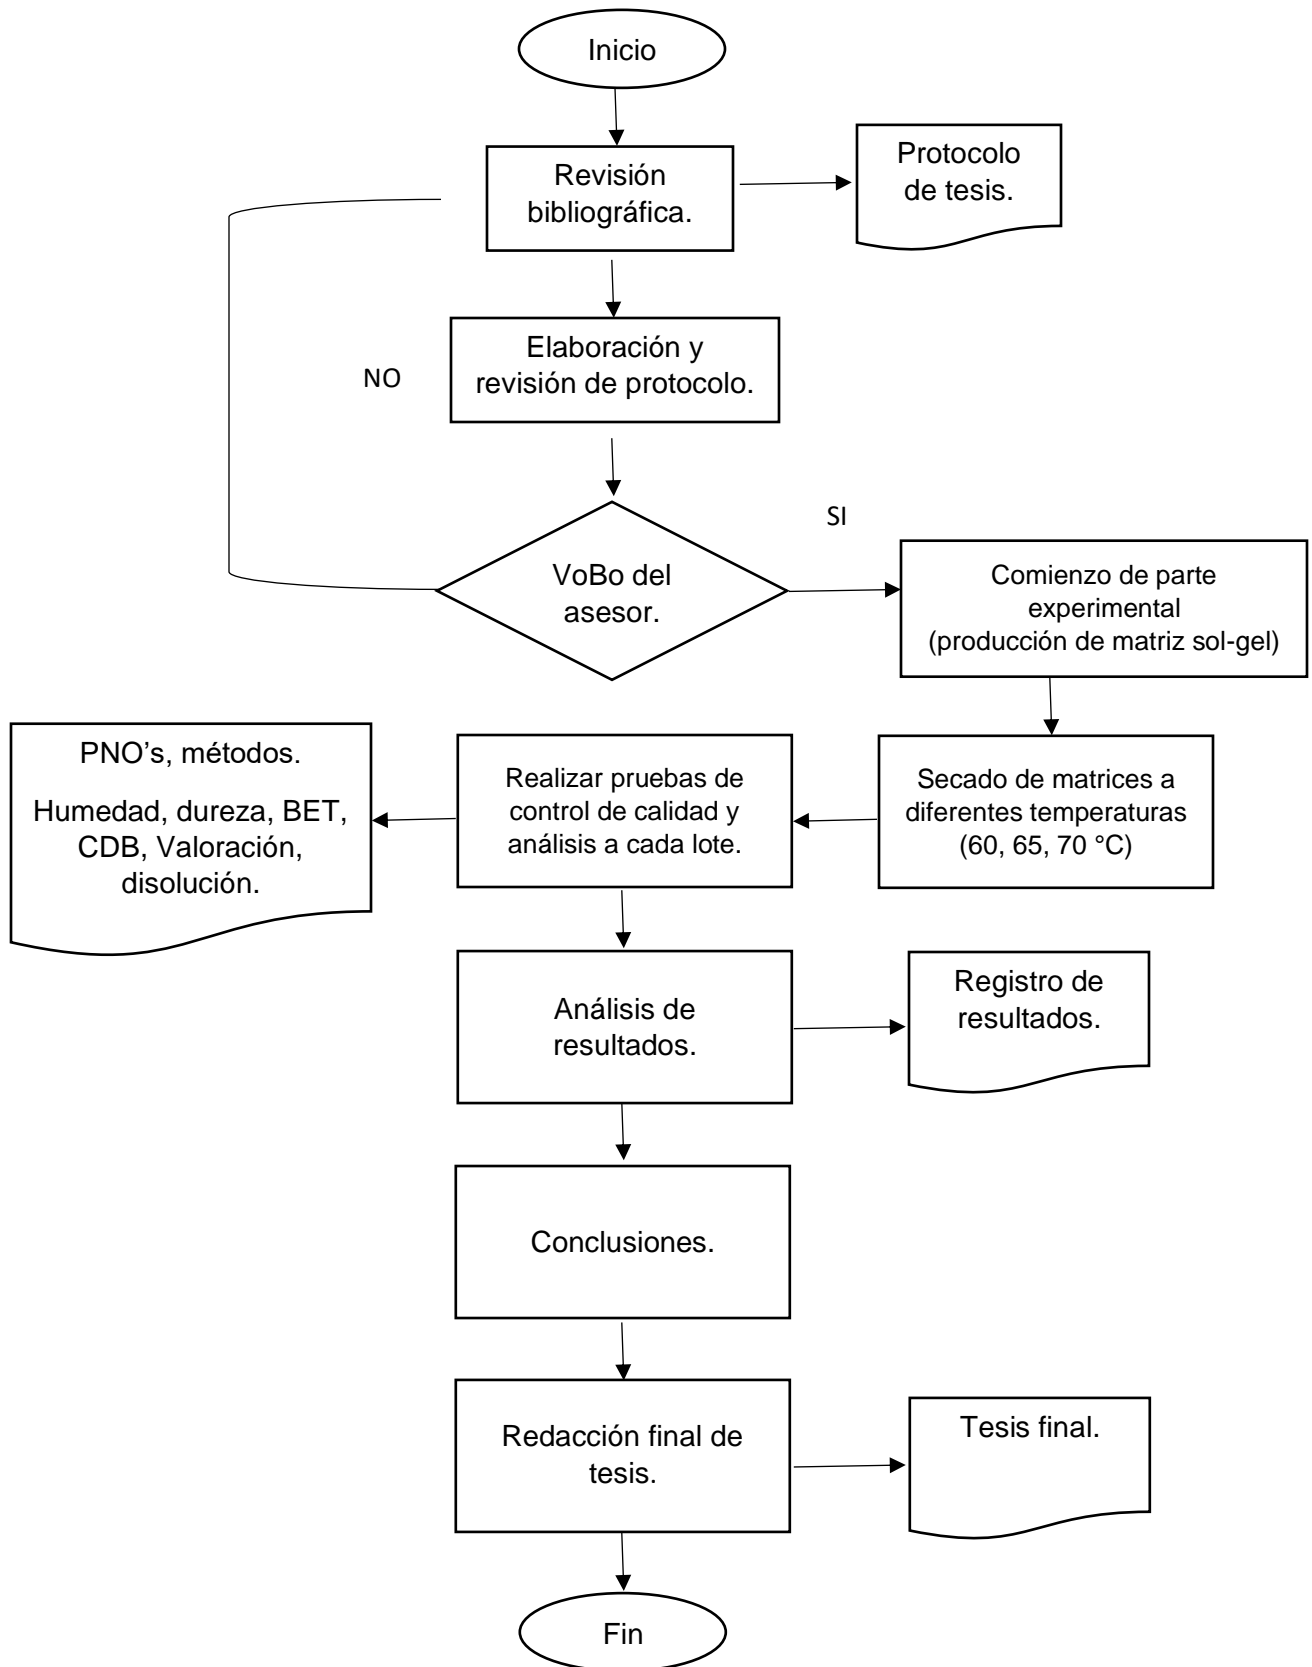 Inicio
Revisión
bibliográfica.
Protocolo
de tesis.
Elaboración y
revisión de protocolo.
NO
SI
VoBo del
asesor.
Comienzo de parte
experimental
(producción de matriz sol-gel)
Secado de matrices a
diferentes temperaturas
(60, 65, 70 °C)
Realizar pruebas de
control de calidad y
análisis a cada lote.
PNO’s, métodos.
Humedad, dureza, BET,
CDB, Valoración,
disolución.
Análisis de
resultados.
Registro de
resultados.
Conclusiones.
Redacción final de
tesis.
Tesis final.
Fin